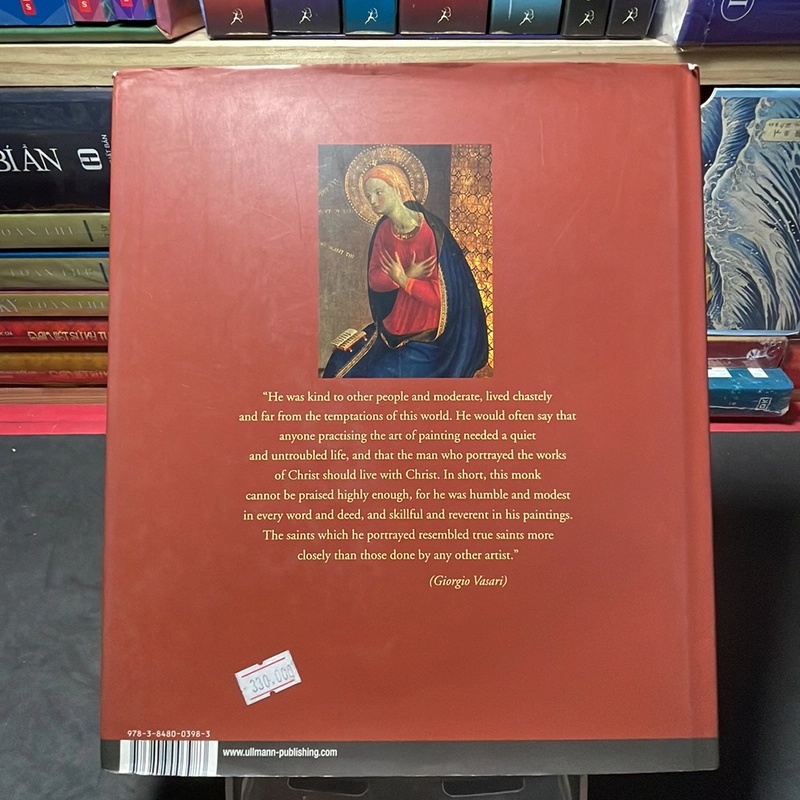 BÍ ẨN
“He was kind to other people and moderate, lived chastely
and far from the temptations of this world. He would often say that
anyone practising the art of painting needed a quiet
and untroubled life, and that the man who portrayed the works
of Christ should live with Christ. In short, this monk
cannot be praised highly enough, for he was humble and modest
in every word and deed, and skillful and reverent in his paintings.
The saints which he portrayed resembled true saints more
closely than those done by any other artist.”
(Giorgio Vasari)
330.000
978-3-8480-0398-3
www.ullmann-publishing.com
DK